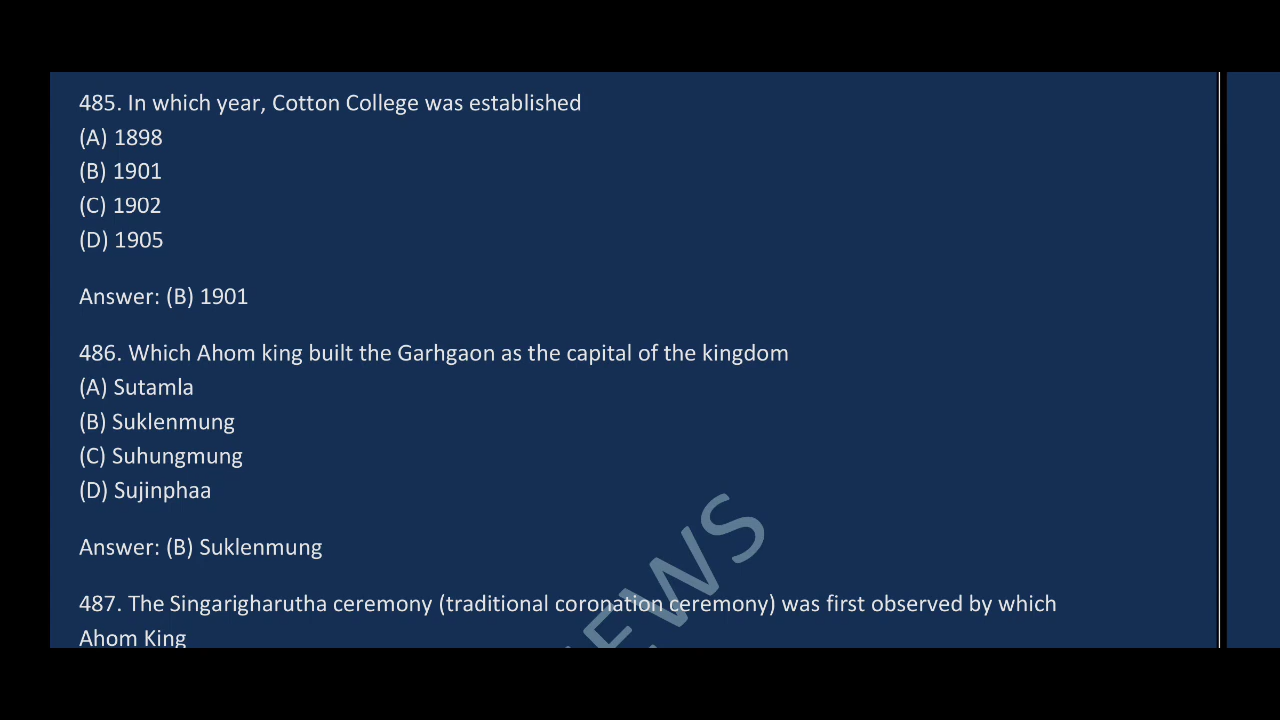 485. In which year, Cotton College was established
(A) 1898
(B) 1901
(C) 1902
(D) 1905
Answer: (B) 1901
486. Which Ahom king built the Garhgaon as the capital of the kingdom
(A) Sutamla
(B) Suklenmung
(C) Suhungmung
(D) Sujinphaa
Answer: (B) Suklenmung
487. The Singarigharutha ceremony (traditional coronation ceremony) was first observed by which
Ahom King